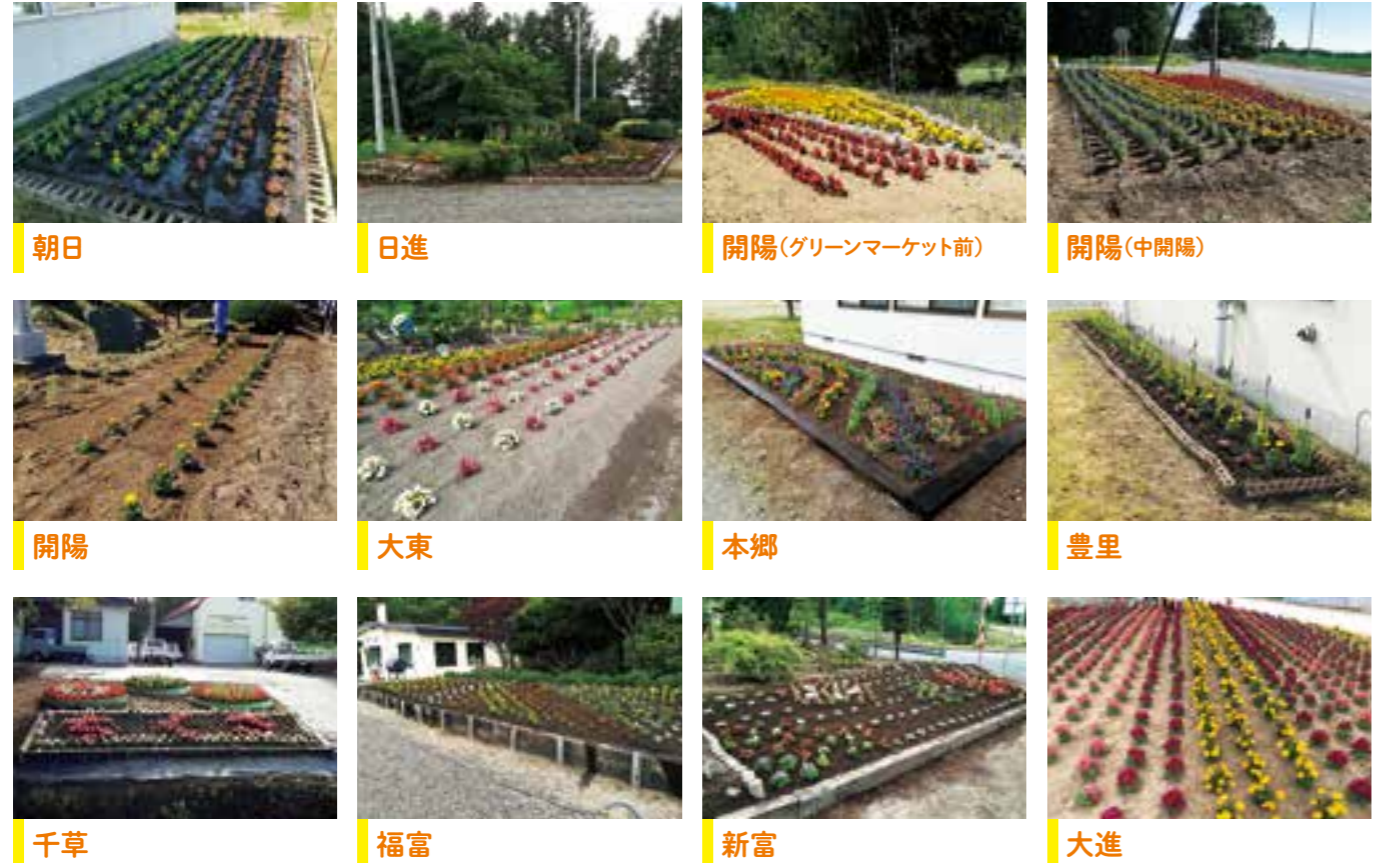 朝日
日進
開陽(グリーンマーケット前)
開陽(中開陽)
開陽
大東
本郷
豊里
千草
福富
新富
大進